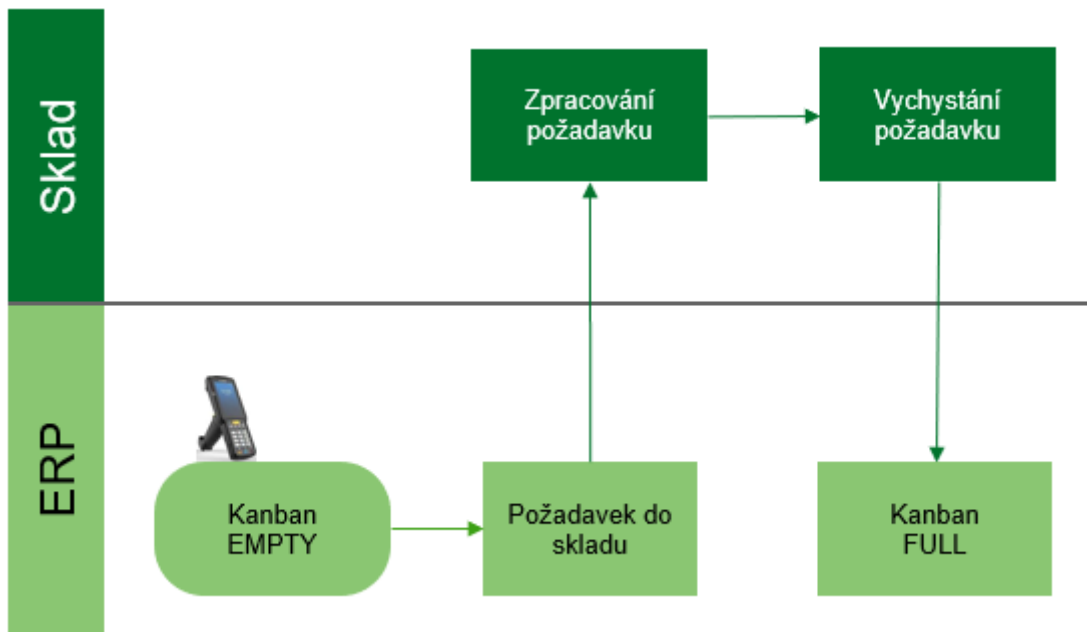 Sklad
Zpracování
požadavku
Vychystání
požadavku
ERP
Kanban
EMPTY
Požadavek do
skladu
Kanban
FULL